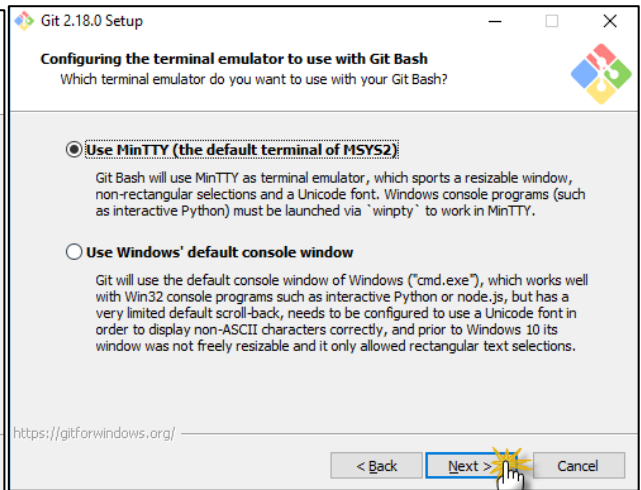 Git 2.18.0 Setup
Configuring the terminal emulator to use with Git Bash
Which terminal emulator do you want to use with your Git Bash?
Use MinTTY (the default terminal of MSYS2)
Git Bash will use MinTTY as terminal emulator, which sports a resizable window,
non-rectangular selections and a Unicode font. Windows console programs (such
as interactive Python) must be launched via `winpty` to work in MinTTY.
Use Windows' default console window
Git will use the default console window of Windows ("cmd.exe"), which works well
with Win32 console programs such as interactive Python or node.js, but has a
very limited default scroll-back, needs to be configured to use a Unicode font in
order to display non-ASCII characters correctly, and prior to Windows 10 its
window was not freely resizable and it only allowed rectangular text selections.
https://gitforwindows.org/
< Back Next > Cancel